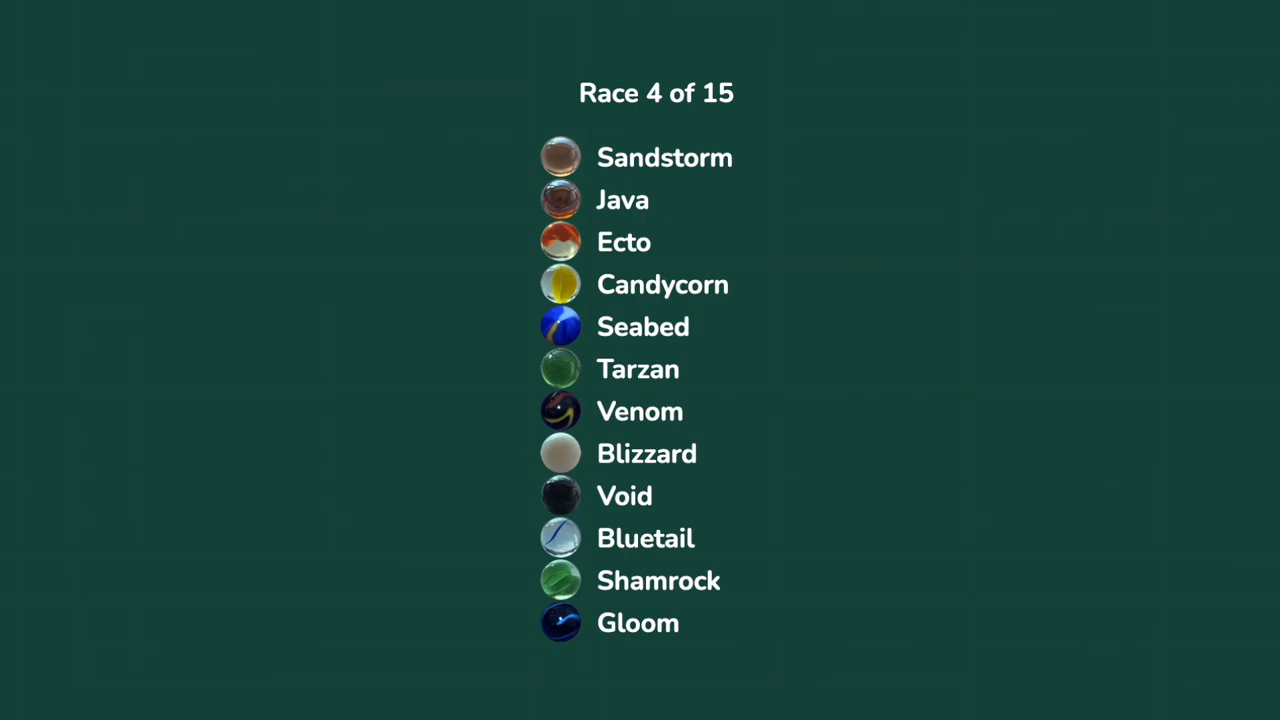 Race 4 of 15
Sandstorm
Java
Ecto
Candycorn
Seabed
Tarzan
Venom
Blizzard
Void
Bluetail
Shamrock
Gloom